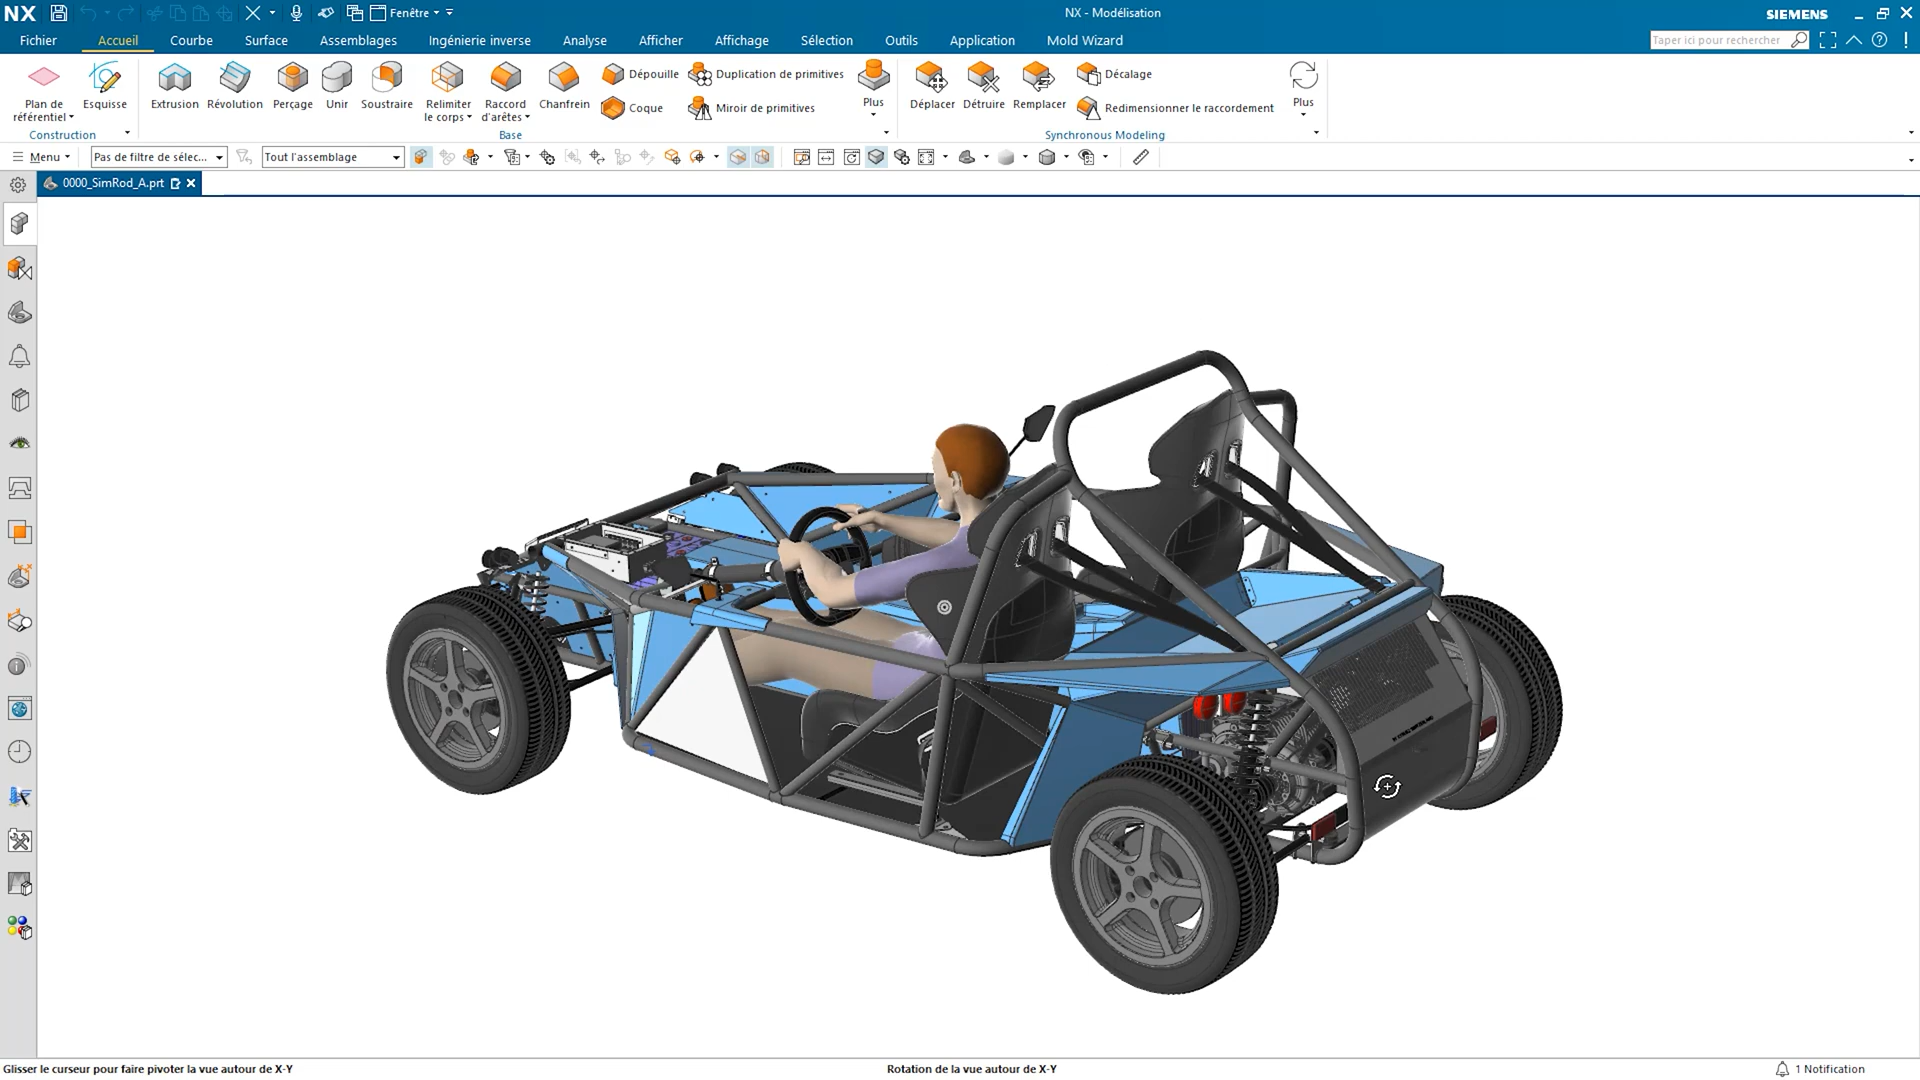 NX
Fenêtre
NX - Modélisation
SIEMENS
Fichier
Accueil
Courbe
Surface
Assemblages
Ingénierie inverse
Analyse
Afficher
Affichage
Sélection
Outils
Application
Mold Wizard
Taper ici pour rechercher
Plan de
référentiel
Esquisse
Extrusion
Révolution
Perçage
Unir
Soustraire
Relimiter
le corps
Raccord
d'arêtes
Chanfrein
Dépouille
Coque
Duplication de primitives
Miroir de primitives
Plus
Déplacer
Détruire
Remplacer
Décalage
Redimensionner le raccordement
Plus
Construction
Base
Synchronous Modeling
Menu
Pas de filtre de sélec...
Tout l'assemblage
0000_SimRod_A.prt
Glisser le curseur pour faire pivoter la vue autour de X-Y
Rotation de la vue autour de X-Y
1 Notification